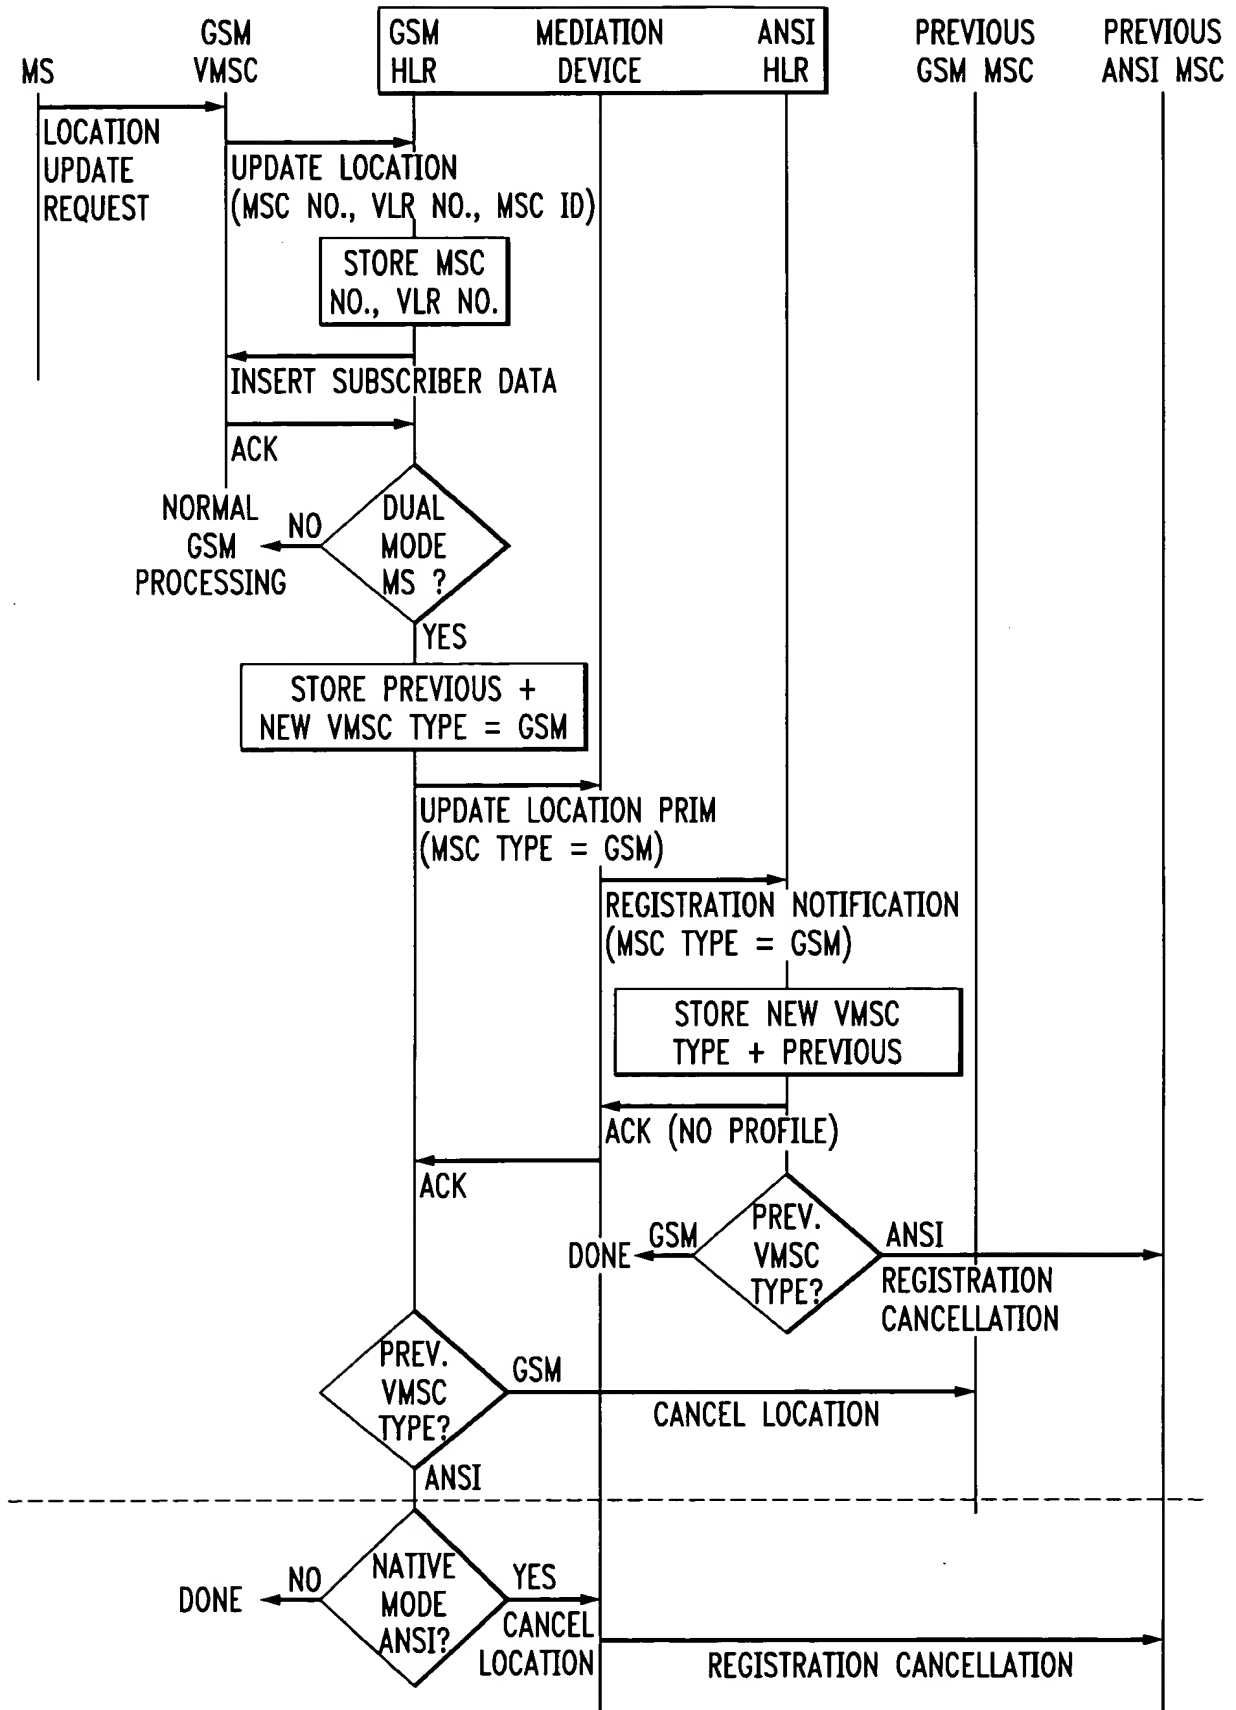 MS
GSM
VMSC
GSM
HLR
MEDIATION
DEVICE
ANSI
HLR
PREVIOUS
GSM MSC
PREVIOUS
ANSI MSC
LOCATION
UPDATE
REQUEST
UPDATE LOCATION
(MSC NO., VLR NO., MSC ID)
STORE MSC
NO., VLR NO.
INSERT SUBSCRIBER DATA
ACK
DUAL
MODE
MS ?
NO
NORMAL
GSM
PROCESSING
YES
STORE PREVIOUS +
NEW VMSC TYPE = GSM
UPDATE LOCATION PRIM
(MSC TYPE = GSM)
REGISTRATION NOTIFICATION
(MSC TYPE = GSM)
STORE NEW VMSC
TYPE + PREVIOUS
ACK (NO PROFILE)
ACK
PREV.
VMSC
TYPE?
GSM
DONE
ANSI
REGISTRATION
CANCELLATION
PREV.
VMSC
TYPE?
GSM
CANCEL LOCATION
ANSI
NATIVE
MODE
ANSI?
NO
DONE
YES
CANCEL
LOCATION
REGISTRATION CANCELLATION